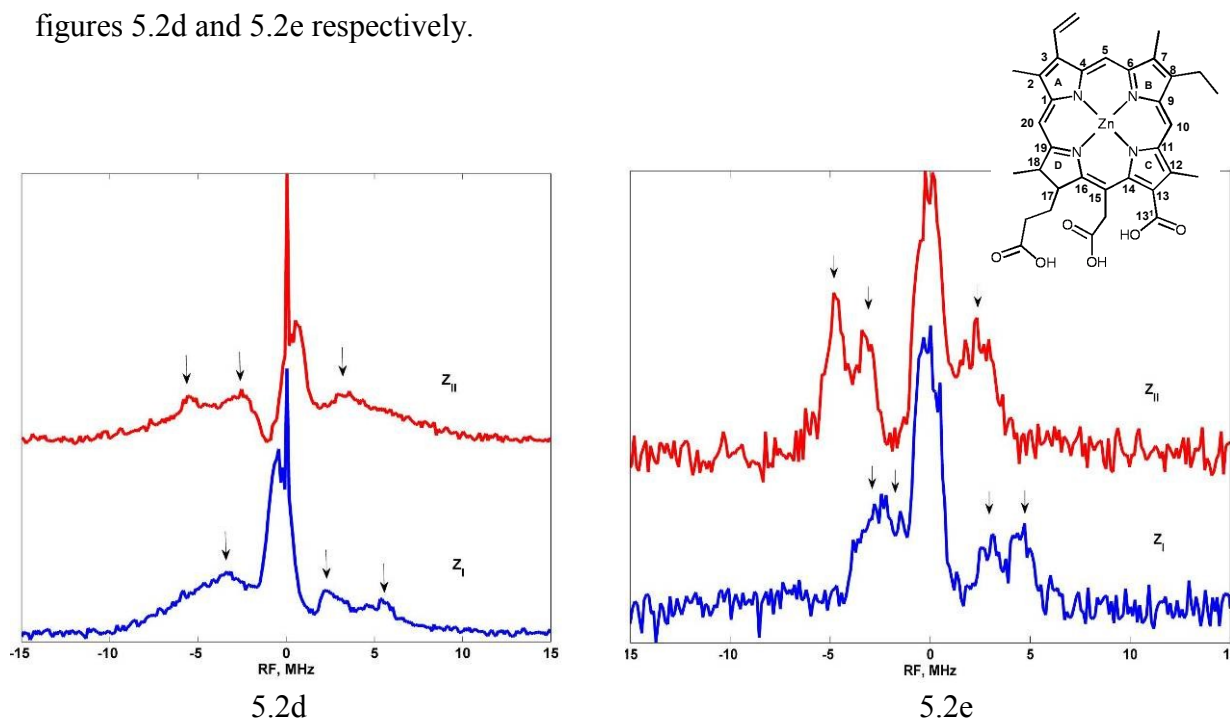 figures 5.2d and 5.2e respectively.
3 4 5 6 7 8
2 A B
1 N N 9
20 Zn 10
19 N N 11
18 D C 12
17 16 15 14 13
13¹
O OH O OH HO O
Z_II
Z_I
-15 -10 -5 0 5 10 15
RF, MHz
5.2d
Z_II
Z_I
15 -10 -5 0 5 10 1
RF, MHz
5.2e